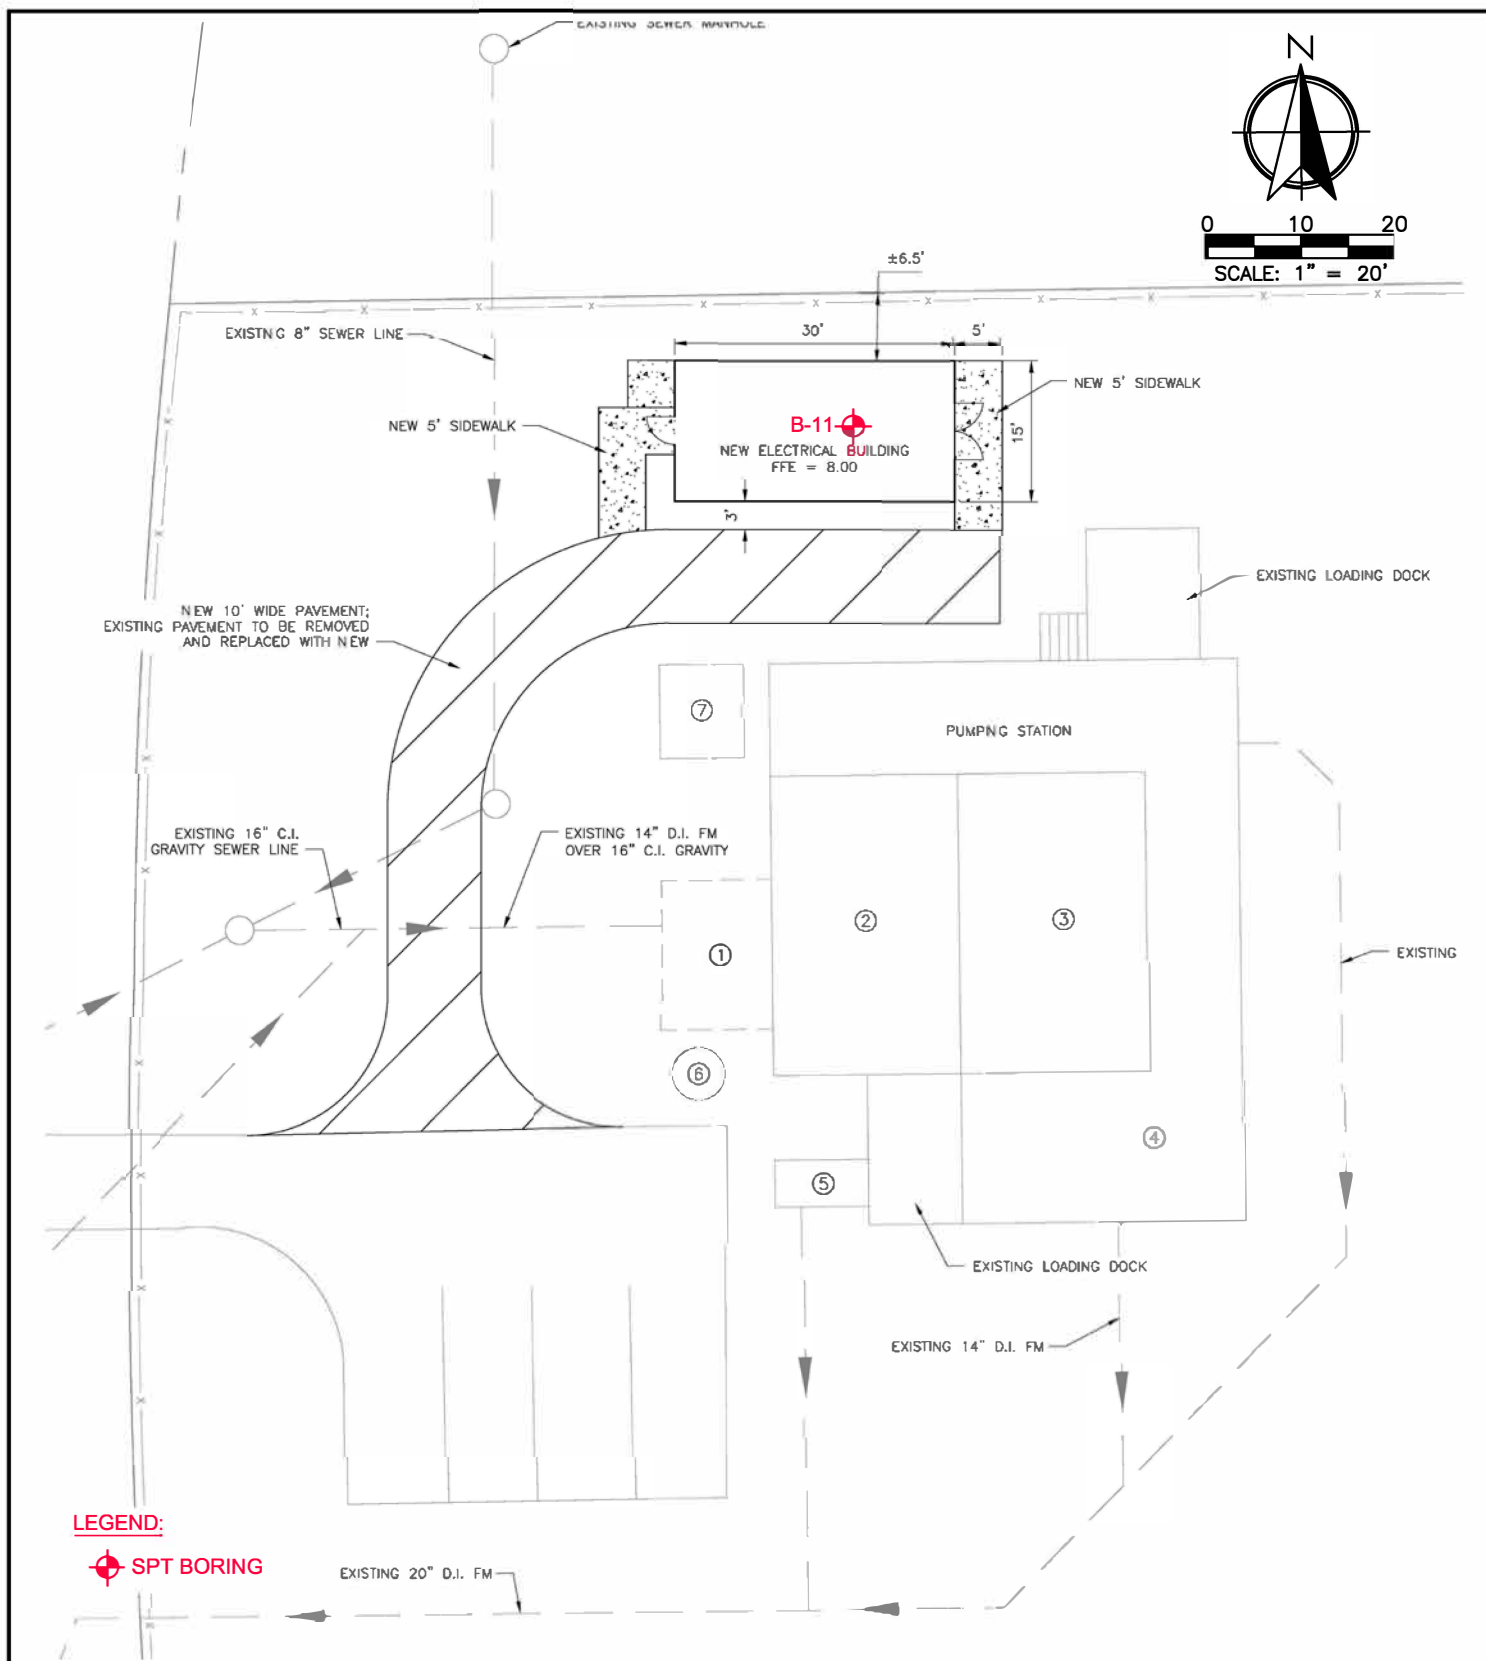 EXISTING SEWER MANHOLE
N
0 10 20
SCALE: 1" = 20'
±6.5'
30'
5'
EXISTNG 8" SEWER LINE
NEW 5' SIDEWALK
NEW 5' SIDEWALK
B-11
15'
NEW ELECTRICAL BUILDING
FFE = 8.00
3'
EXISTING LOADING DOCK
NEW 10' WIDE PAVEMENT;
EXISTING PAVEMENT TO BE REMOVED
AND REPLACED WITH NEW
7
PUMPNG STATION
EXISTING 16" C.I.
GRAVITY SEWER LINE
EXISTING 14" D.I. FM
OVER 16" C.I. GRAVITY
2
3
1
EXISTING
6
4
5
EXISTING LOADING DOCK
EXISTING 14" D.I. FM
LEGEND:
SPT BORING
EXISTING 20" D.I. FM